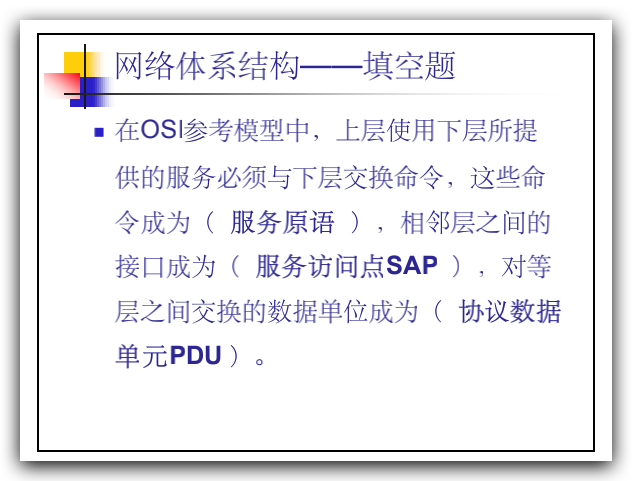 网络体系结构——填空题
在OSI参考模型中，上层使用下层所提
供的服务必须与下层交换命令，这些命
令成为（ 服务原语 ），相邻层之间的
接口成为（ 服务访问点SAP ），对等
层之间交换的数据单位成为（ 协议数据
单元PDU ）。